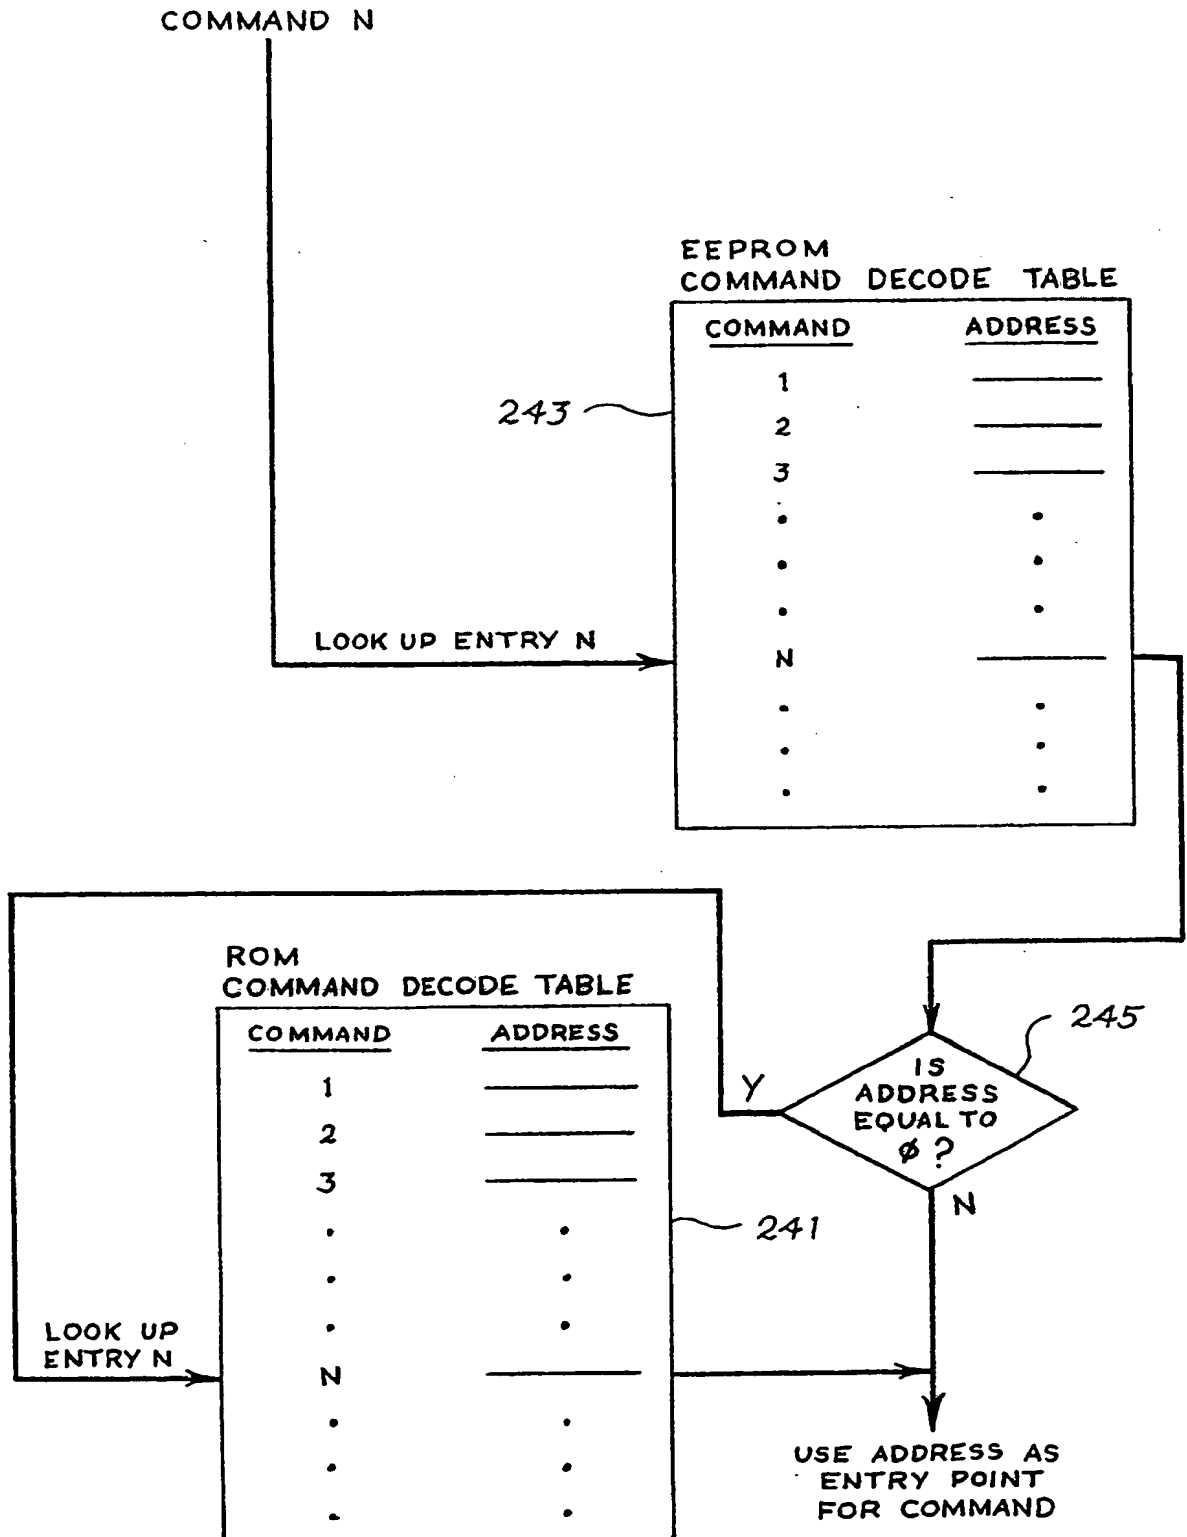 COMMAND N
EEPROM
COMMAND DECODE TABLE
COMMAND ADDRESS
1
243
2
3
LOOK UP ENTRY N
N
ROM
COMMAND DECODE TABLE
COMMAND ADDRESS
1
2
3
241
LOOK UP
ENTRY N
N
245
IS
ADDRESS
EQUAL TO
Ø ?
Y
N
USE ADDRESS AS
ENTRY POINT
FOR COMMAND